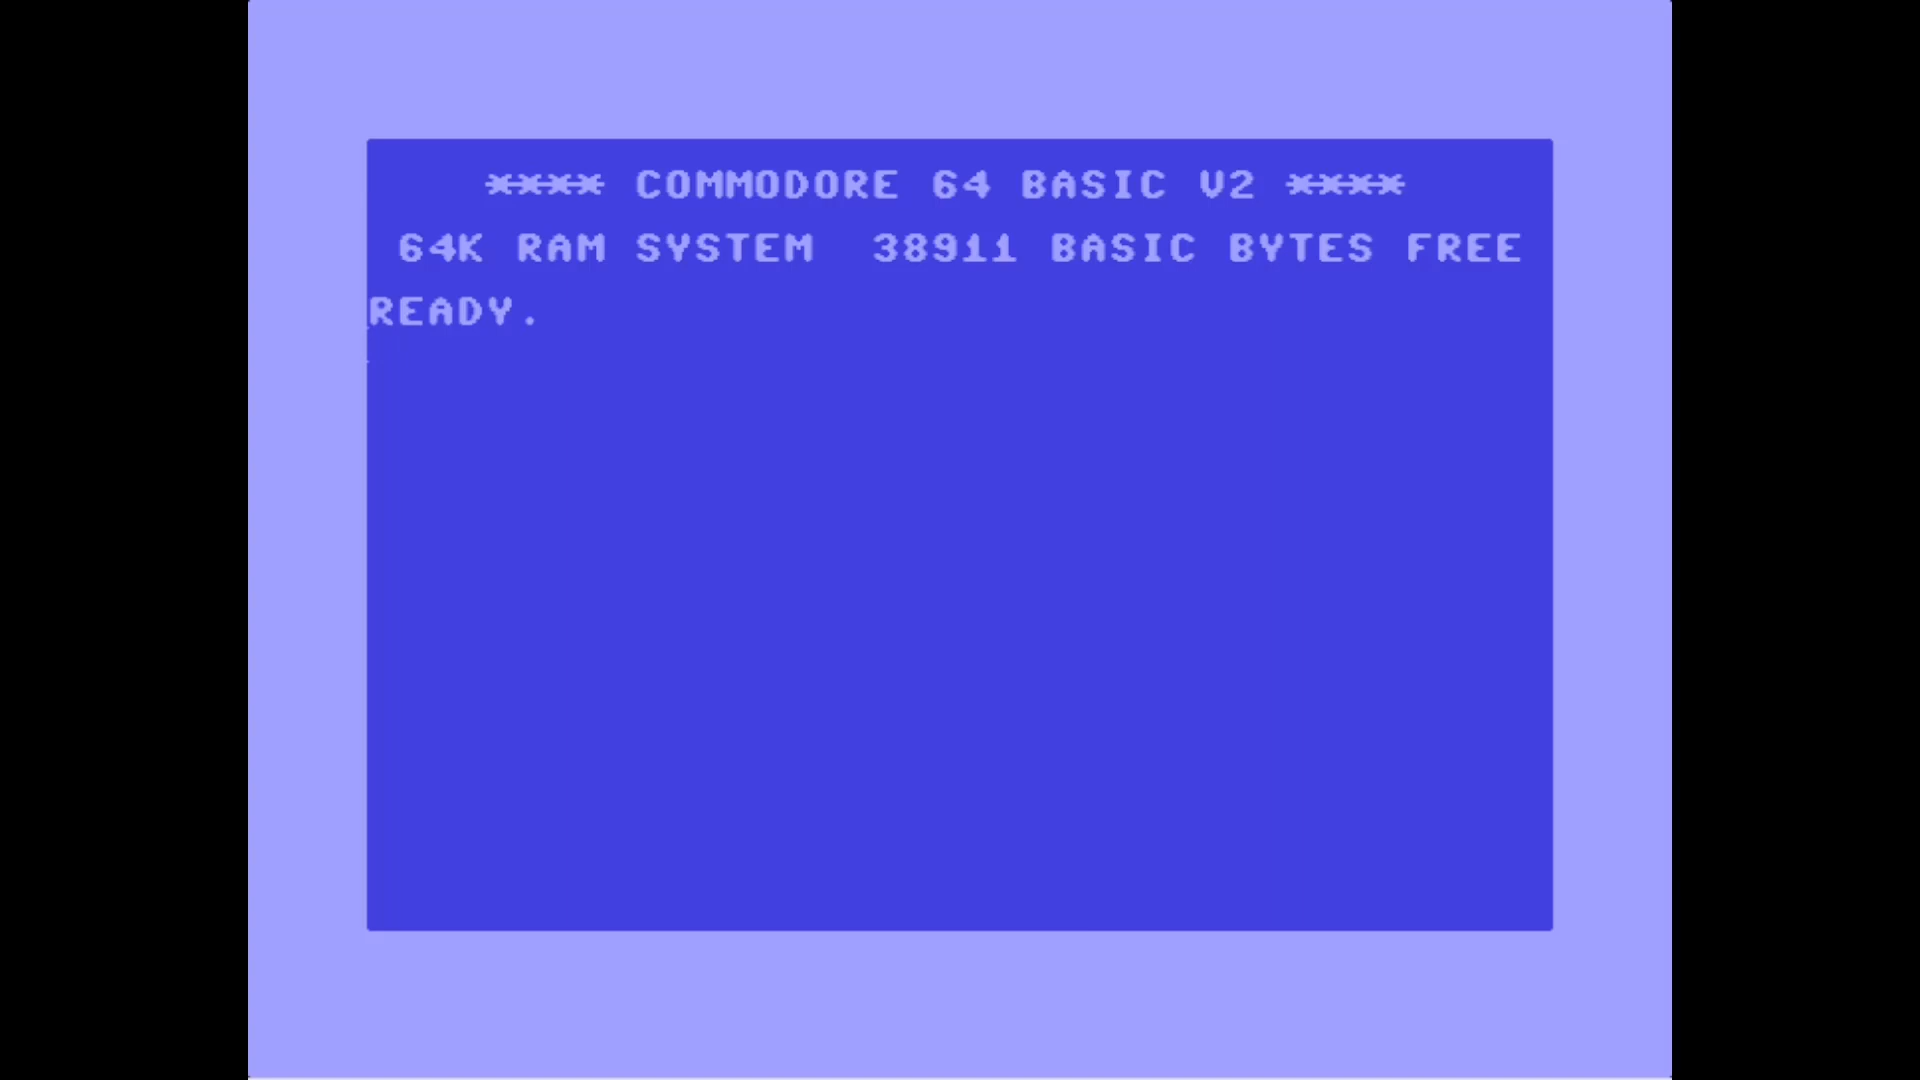 **** COMMODORE 64 BASIC V2 ****
64K RAM SYSTEM  38911 BASIC BYTES FREE
READY.